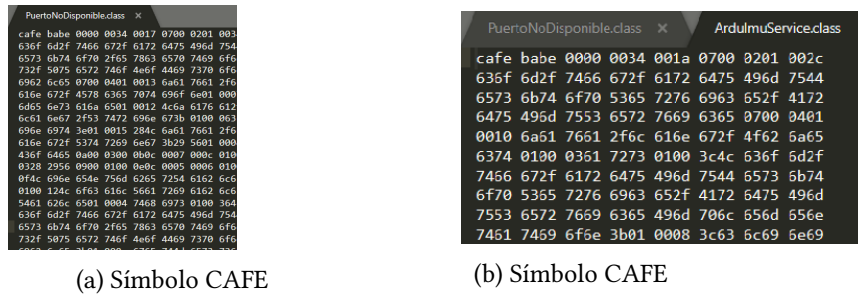 PuertoNoDisponible.class ×
cafe babe 0000 0034 0017 0700 0201 003
636f 6d2f 7466 672f 6172 6475 496d 754
6573 6b74 6f70 2f65 7863 6570 7469 6f6
732f 5075 6572 746f 4e6f 4469 7370 6f6
6962 6c65 0700 0401 0013 6a61 7661 2f6
616e 672f 4578 6365 7074 696f 6e01 000
6d65 6e73 616a 6501 0012 4c6a 6176 612
6c61 6e67 2f53 7472 696e 673b 0100 063
696e 6974 3e01 0015 284c 6a61 7661 2f6
616e 672f 5374 7269 6e67 3b29 5601 000
436f 6465 0a00 0300 0b0c 0007 000c 010
0328 2956 0900 0100 0e0c 0005 0006 010
0f4c 696e 654e 756d 6265 7254 6162 6c6
0100 124c 6f63 616c 5661 7269 6162 6c6
5461 626c 6501 0004 7468 6973 0100 364
636f 6d2f 7466 672f 6172 6475 496d 754
6573 6b74 6f70 2f65 7863 6570 7469 6f6
732f 5075 6572 746f 4e6f 4469 7370 6f6
(a) Símbolo CAFE
PuertoNoDisponible.class × ArduImuService.class
cafe babe 0000 0034 001a 0700 0201 002c
636f 6d2f 7466 672f 6172 6475 496d 7544
6573 6b74 6f70 5365 7276 6963 652f 4172
6475 496d 7553 6572 7669 6365 0700 0401
0010 6a61 7661 2f6c 616e 672f 4f62 6a65
6374 0100 0361 7273 0100 3c4c 636f 6d2f
7466 672f 6172 6475 496d 7544 6573 6b74
6f70 5365 7276 6963 652f 4172 6475 496d
7553 6572 7669 6365 496d 706c 656d 656e
7461 7469 6f6e 3b01 0008 3c63 6c69 6e69
(b) Símbolo CAFE